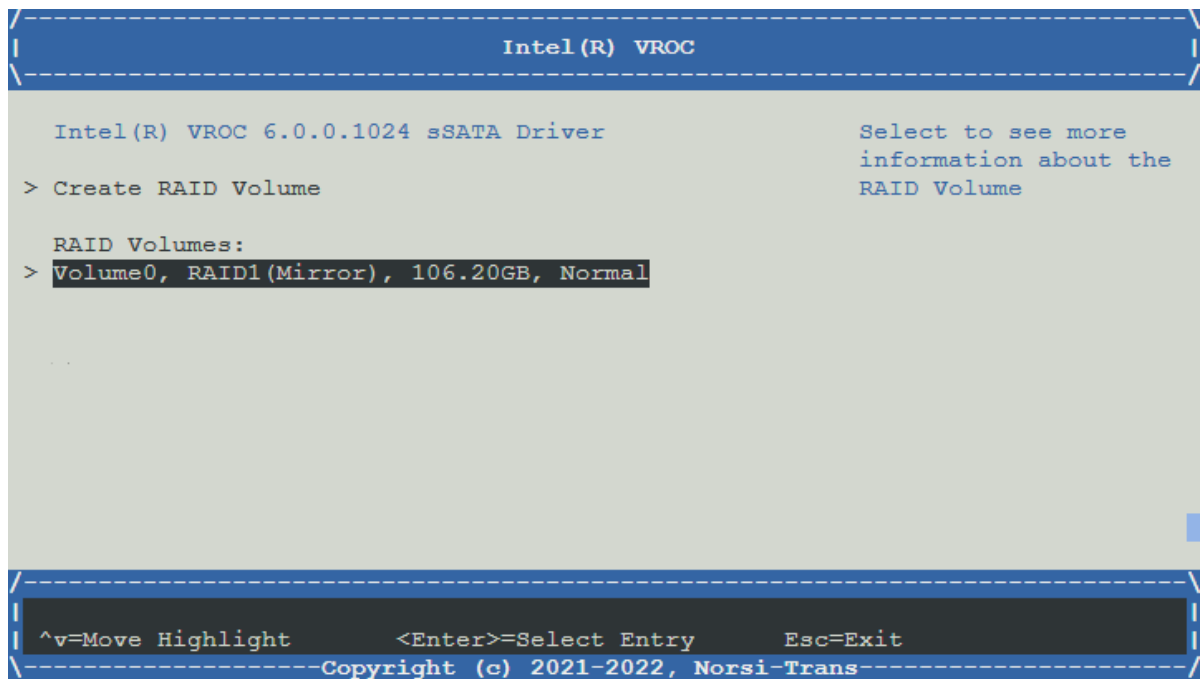 Intel(R) VROC
Intel(R) VROC 6.0.0.1024 sSATA Driver
Select to see more
information about the
RAID Volume
> Create RAID Volume
RAID Volumes:
> Volume0, RAID1(Mirror), 106.20GB, Normal
^v=Move Highlight <Enter>=Select Entry Esc=Exit
Copyright (c) 2021-2022, Norsi-Trans